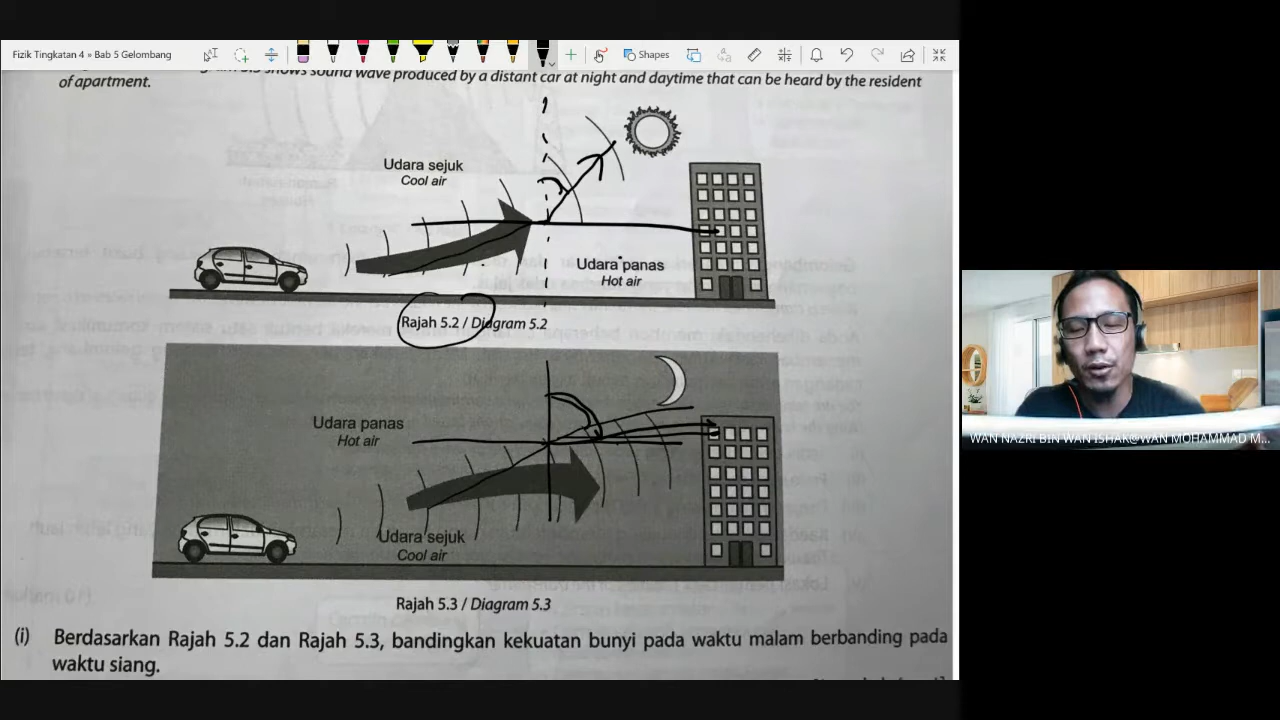 Fizik Tingkatan 4 » Bab 5 Gelombang
Shapes
shows sound wave produced by a distant car at night and daytime that can be heard by the resident
of apartment.
Udara sejuk
Cool air
Udara panas
Hot air
Rajah 5.2 / Diagram 5.2
Udara panas
Hot air
Udara sejuk
Cool air
Rajah 5.3 / Diagram 5.3
(i) Berdasarkan Rajah 5.2 dan Rajah 5.3, bandingkan kekuatan bunyi pada waktu malam berbanding pada
waktu siang.
WAN NAZRI BIN WAN ISHAK@WAN MOHAMMAD M...